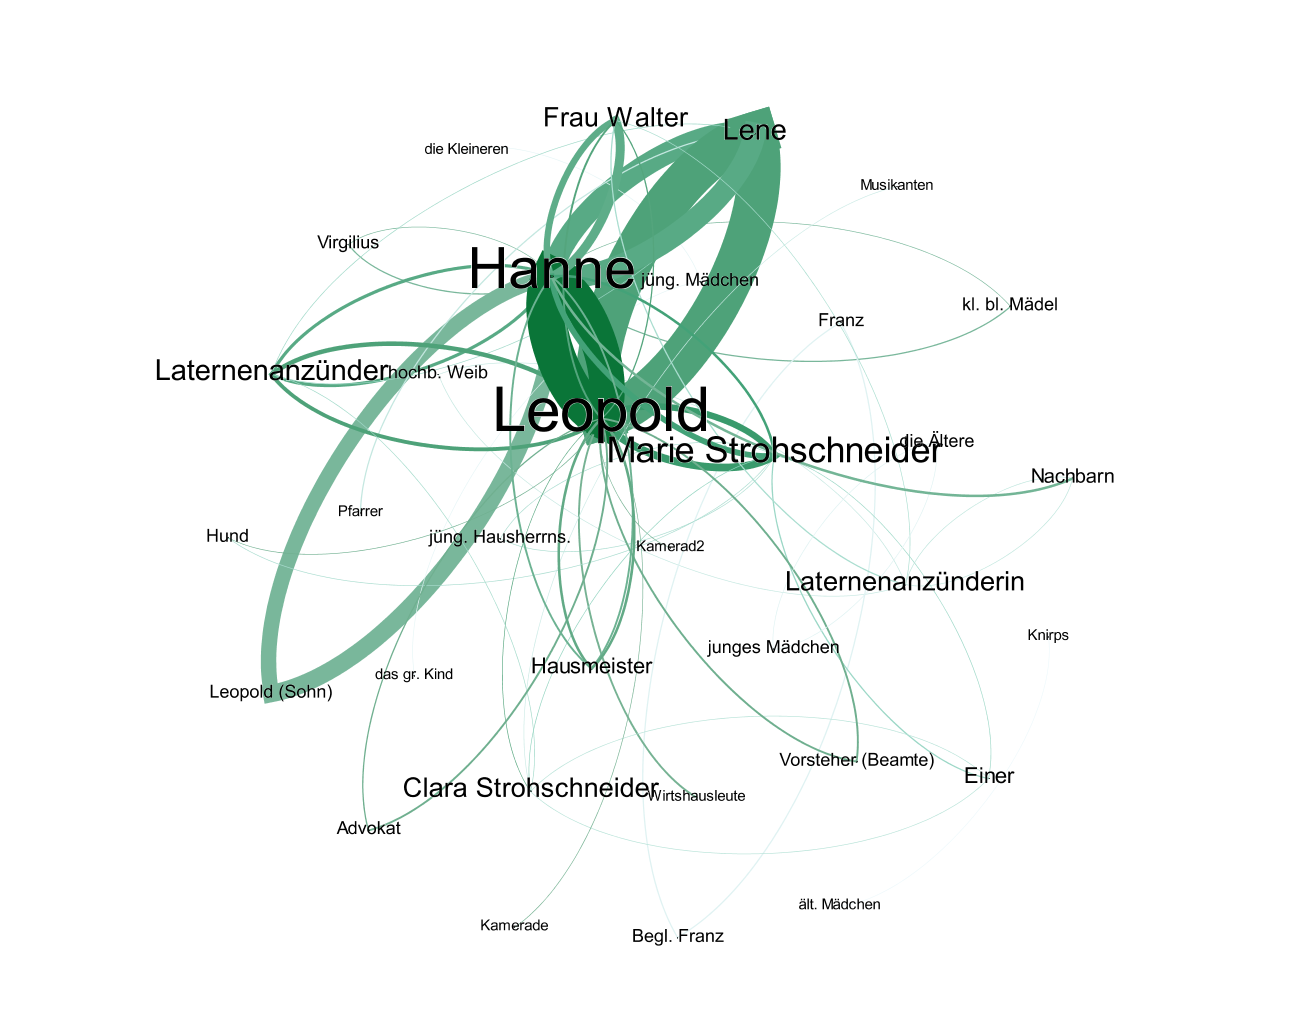 Frau Walter
Lene
die Kleineren
Musikanten
Virgilius
Hanne
jüng. Mädchen
kl. bl. Mädel
Franz
Laternenanzünder
hochb. Weib
Leopold
Marie Strohschneider
die Ältere
Nachbarn
Pfarrer
Hund
jüng. Hausherrns.
Kamerad2
Laternenanzünderin
Knirps
junges Mädchen
Hausmeister
das gr. Kind
Leopold (Sohn)
Vorsteher (Beamte)
Einer
Clara Strohschneider
Wirtshausleute
Advokat
ält. Mädchen
Kamerade
Begl. Franz